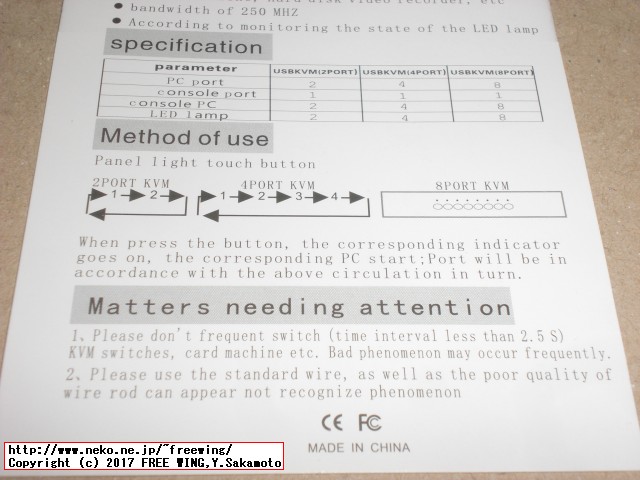 hard disk video recorder, etc
● bandwidth of 250 MHZ
● According to monitoring the state of the LED lamp
specification
parameter USBKVM(2PORT) USBKVM(4PORT) USBKVM(8PORT)
PC port 2 4 8
console port 1 1 1
console PC 2 4 8
LED lamp 2 4 8
Method of use
Panel light touch button
2PORT KVM 4PORT KVM 8PORT KVM
1 2 1 2 3 4
When press the button, the corresponding indicator
goes on, the corresponding PC start;Port will be in
accordance with the above circulation in turn.
Matters needing attention
1、Please don't frequent switch (time interval less than 2.5 S)
KVM switches, card machine etc. Bad phenomenon may occur frequently.
2、Please use the standard wire, as well as the poor quality of
wire rod can appear not recognize phenomenon
CE FC
MADE IN CHINA
http://www.neko.ne.jp/~freewing/
Copyright (c) 2017 FREE WING,Y.Sakamoto